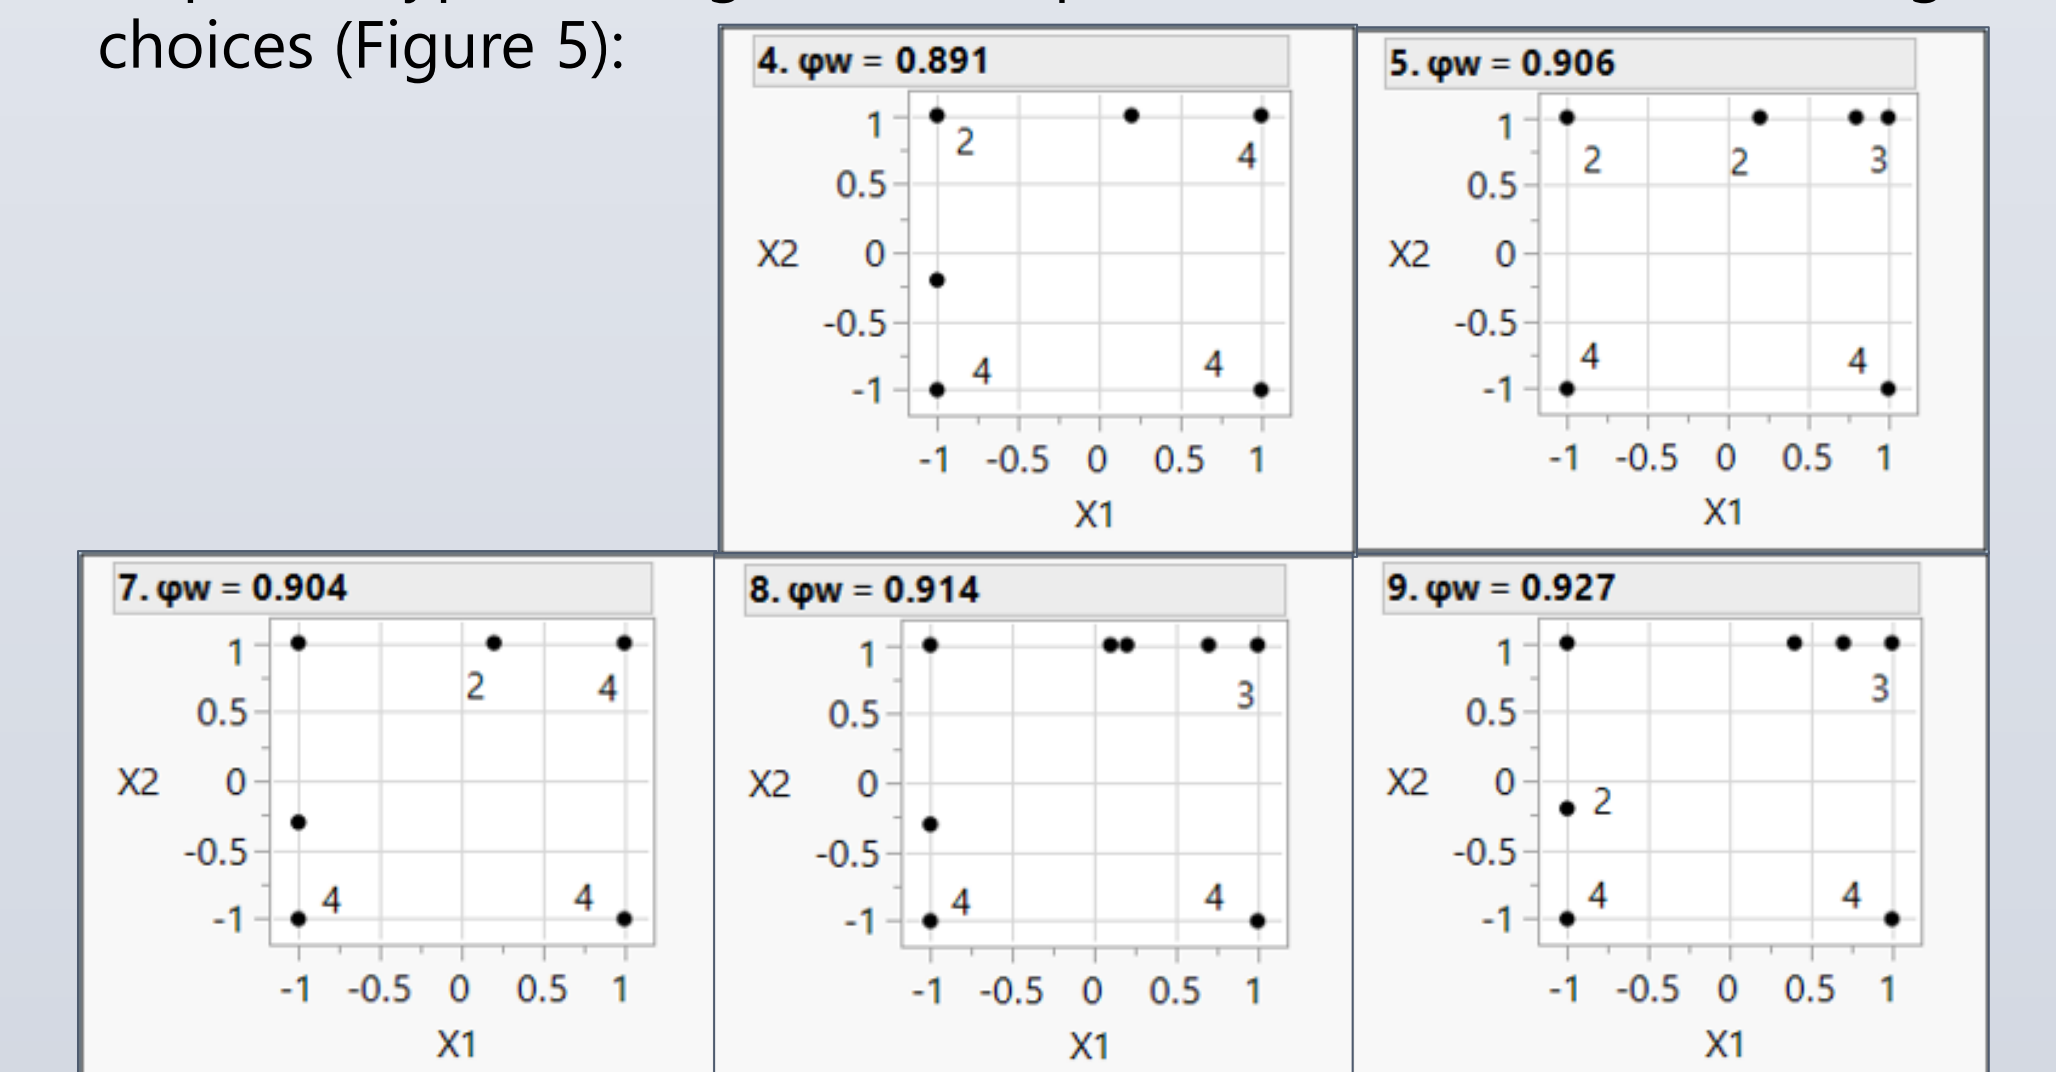 choices (Figure 5):
4. φw = 0.891
1
2
4
0.5
X2
0
-0.5
4
4
-1
-1 -0.5 0 0.5 1
X1
5. φw = 0.906
1
2
2
3
0.5
X2
0
-0.5
4
4
-1
-1 -0.5 0 0.5 1
X1
7. φw = 0.904
1
2
4
0.5
X2
0
-0.5
4
4
-1
-1 -0.5 0 0.5 1
X1
8. φw = 0.914
1
3
0.5
X2
0
-0.5
4
4
-1
-1 -0.5 0 0.5 1
X1
9. φw = 0.927
1
3
0.5
X2
0
2
-0.5
4
4
-1
-1 -0.5 0 0.5 1
X1